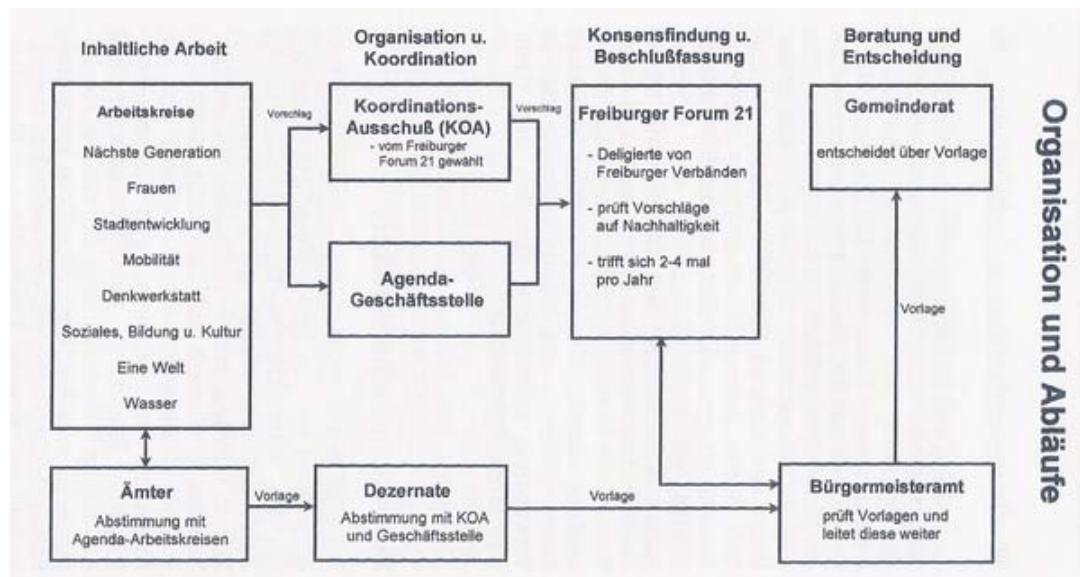 Inhaltliche Arbeit
Organisation u.
Koordination
Konsensfindung u.
Beschlußfassung
Beratung und
Entscheidung
Arbeitskreise
Nächste Generation
Frauen
Stadtentwicklung
Mobilität
Denkwerkstatt
Soziales, Bildung u. Kultur
Eine Welt
Wasser
Vorschlag
Koordinations-
Ausschuß (KOA)
- vom Freiburger
Forum 21 gewählt
Agenda-
Geschäftsstelle
Vorschlag
Freiburger Forum 21
- Deligierte von
Freiburger Verbänden
- prüft Vorschläge
auf Nachhaltigkeit
- trifft sich 2-4 mal
pro Jahr
Gemeinderat
entscheidet über Vorlage
Vorlage
Ämter
Abstimmung mit
Agenda-Arbeitskreisen
Vorlage
Dezernate
Abstimmung mit KOA
und Geschäftsstelle
Vorlage
Bürgermeisteramt
prüft Vorlagen und
leitet diese weiter
Organisation und Abläufe